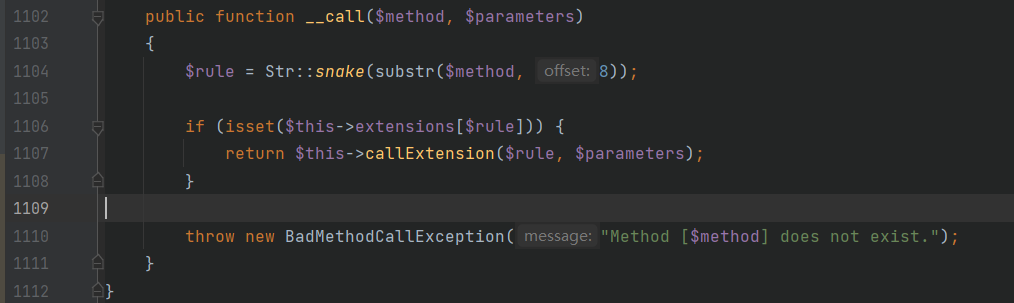 1102 public function __call($method, $parameters)
1103 {
1104 $rule = Str::snake(substr($method, offset: 8));
1105
1106 if (isset($this->extensions[$rule])) {
1107 return $this->callExtension($rule, $parameters);
1108 }
1109
1110 throw new BadMethodCallException( message: "Method [$method] does not exist.");
1111 }
1112 }